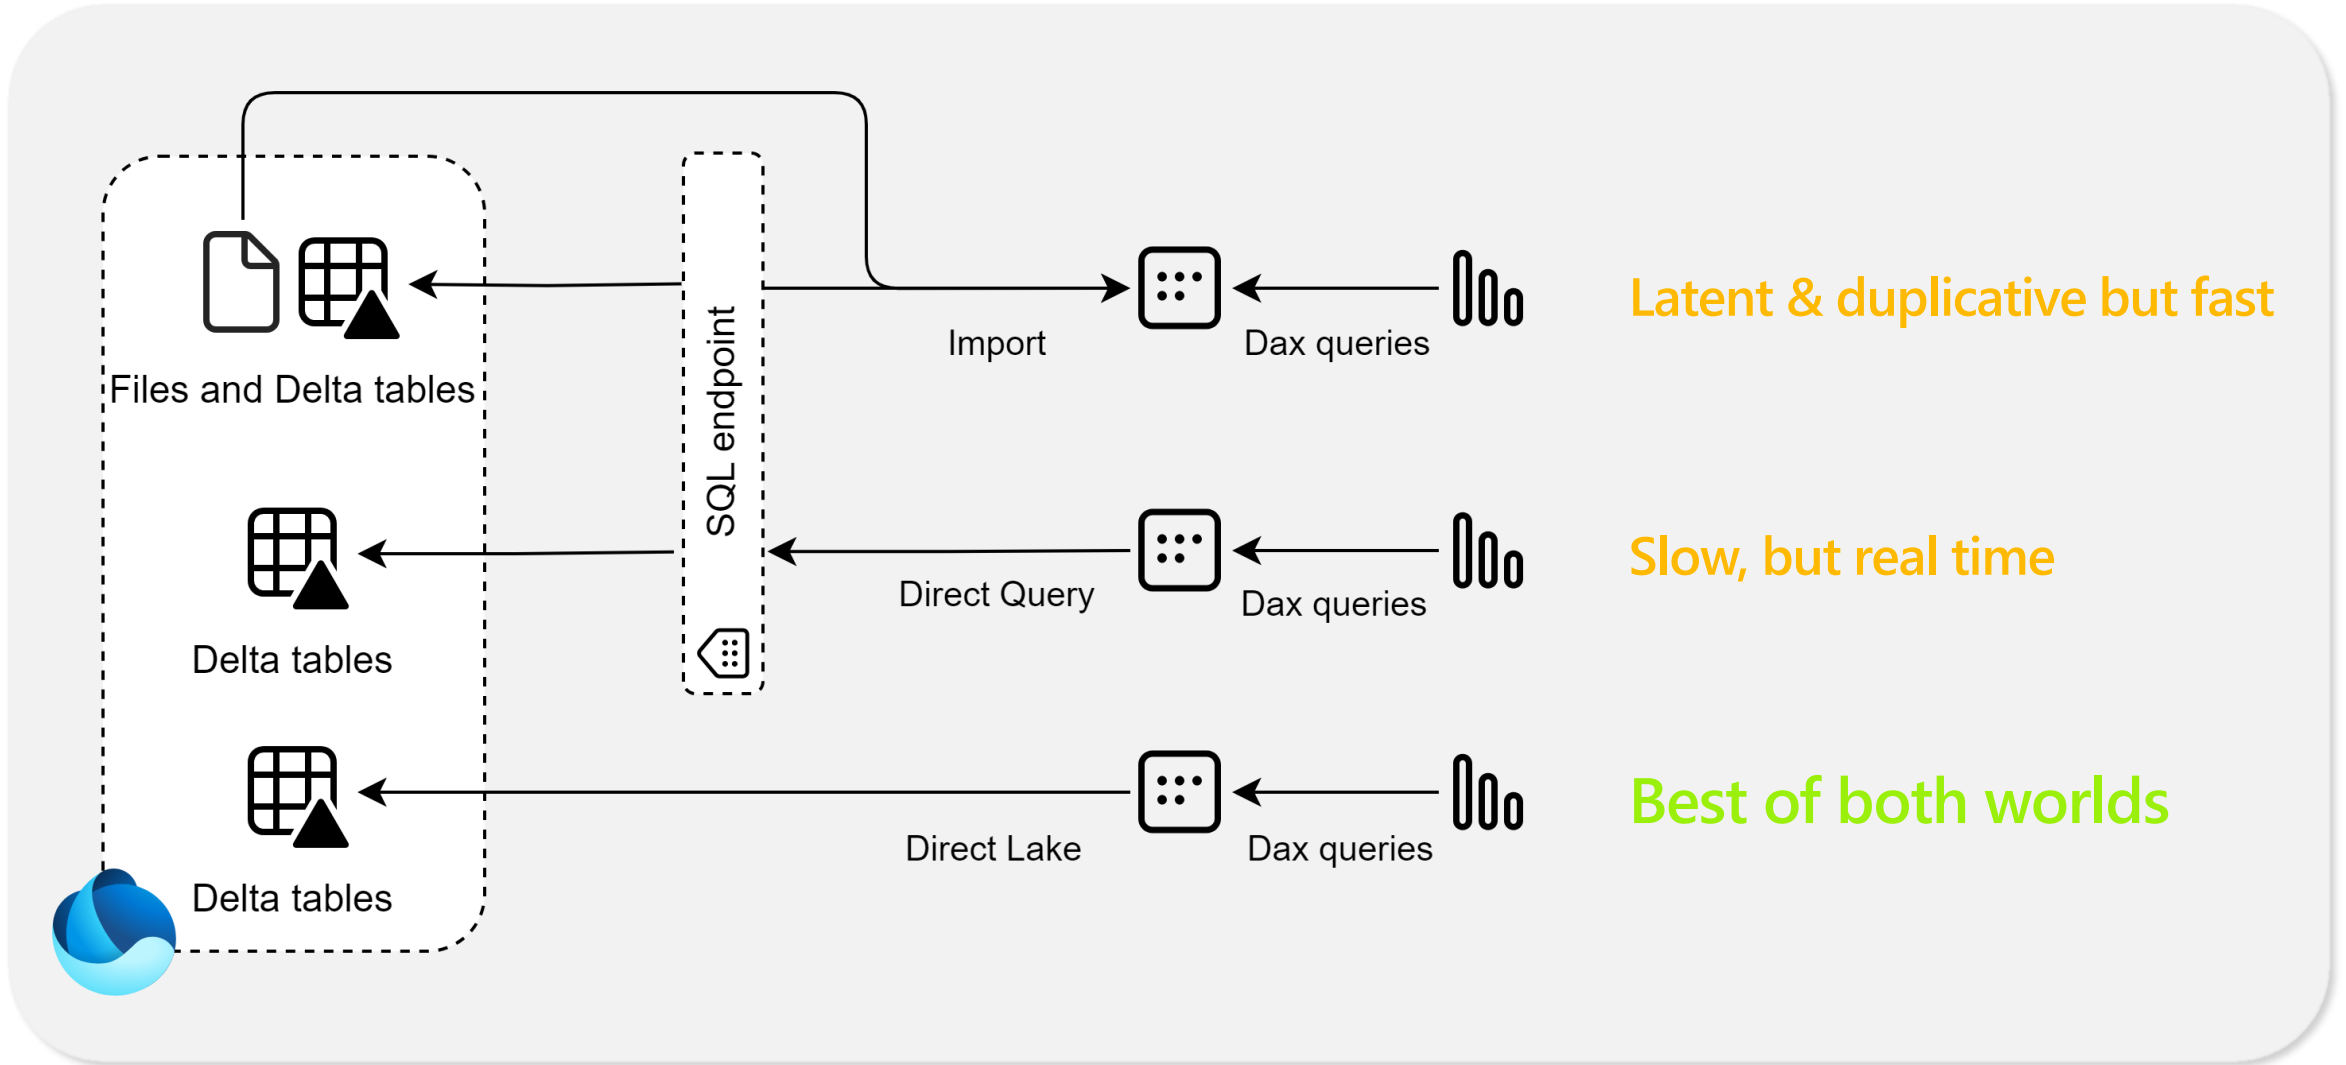 Files and Delta tables
SQL endpoint
Import
Dax queries
Latent & duplicative but fast
Delta tables
Direct Query
Dax queries
Slow, but real time
Delta tables
Direct Lake
Dax queries
Best of both worlds